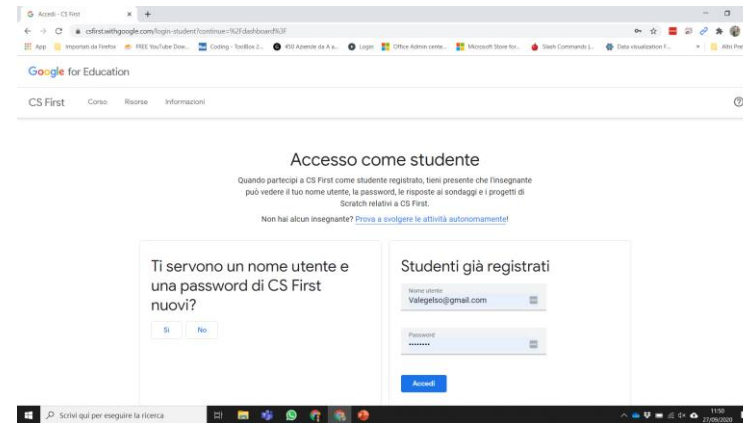 Accedi - CS First
csfirst.withgoogle.com/login-student?continue=%2Fdashboard%3F
App Importati da Firefox FREE YouTube Dow... Coding - ToolBox 2... 450 Aziende da A a... Login Office Admin cente... Microsoft Store for... Slash Commands |... Data visualization F... » Altri Pref
Google for Education
CS First Corso Risorse Informazioni
Accesso come studente
Quando partecipi a CS First come studente registrato, tieni presente che l'insegnante
può vedere il tuo nome utente, la password, le risposte ai sondaggi e i progetti di
Scratch relativi a CS First.
Non hai alcun insegnante? Prova a svolgere le attività autonomamente!
Ti servono un nome utente e
una password di CS First
nuovi?
Sì No
Studenti già registrati
Nome utente
Valegelso@gmail.com
Password
••••••••
Accedi
Scrivi qui per eseguire la ricerca
11:50
27/09/2020